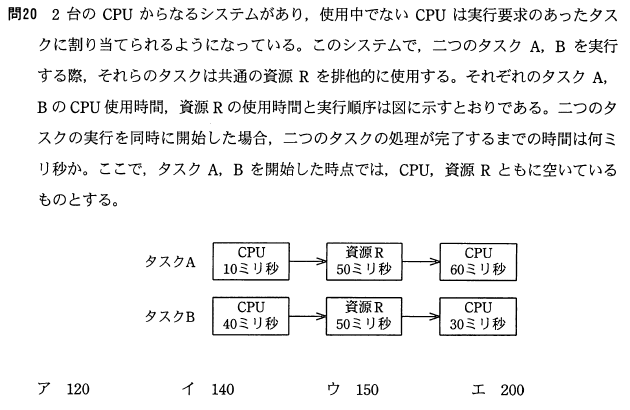 問20 2 台の CPU からなるシステムがあり，使用中でない CPU は実行要求のあったタス
クに割り当てられるようになっている。このシステムで，二つのタスク A，B を実行
する際，それらのタスクは共通の資源 R を排他的に使用する。それぞれのタスク A，
B の CPU 使用時間，資源 R の使用時間と実行順序は図に示すとおりである。二つのタ
スクの実行を同時に開始した場合，二つのタスクの処理が完了するまでの時間は何ミ
リ秒か。ここで，タスク A，B を開始した時点では，CPU，資源 R ともに空いている
ものとする。
タスクA
CPU
10ミリ秒
資源 R
50ミリ秒
CPU
60ミリ秒
タスクB
CPU
40ミリ秒
資源 R
50ミリ秒
CPU
30ミリ秒
ア 120 イ 140 ウ 150 エ 200